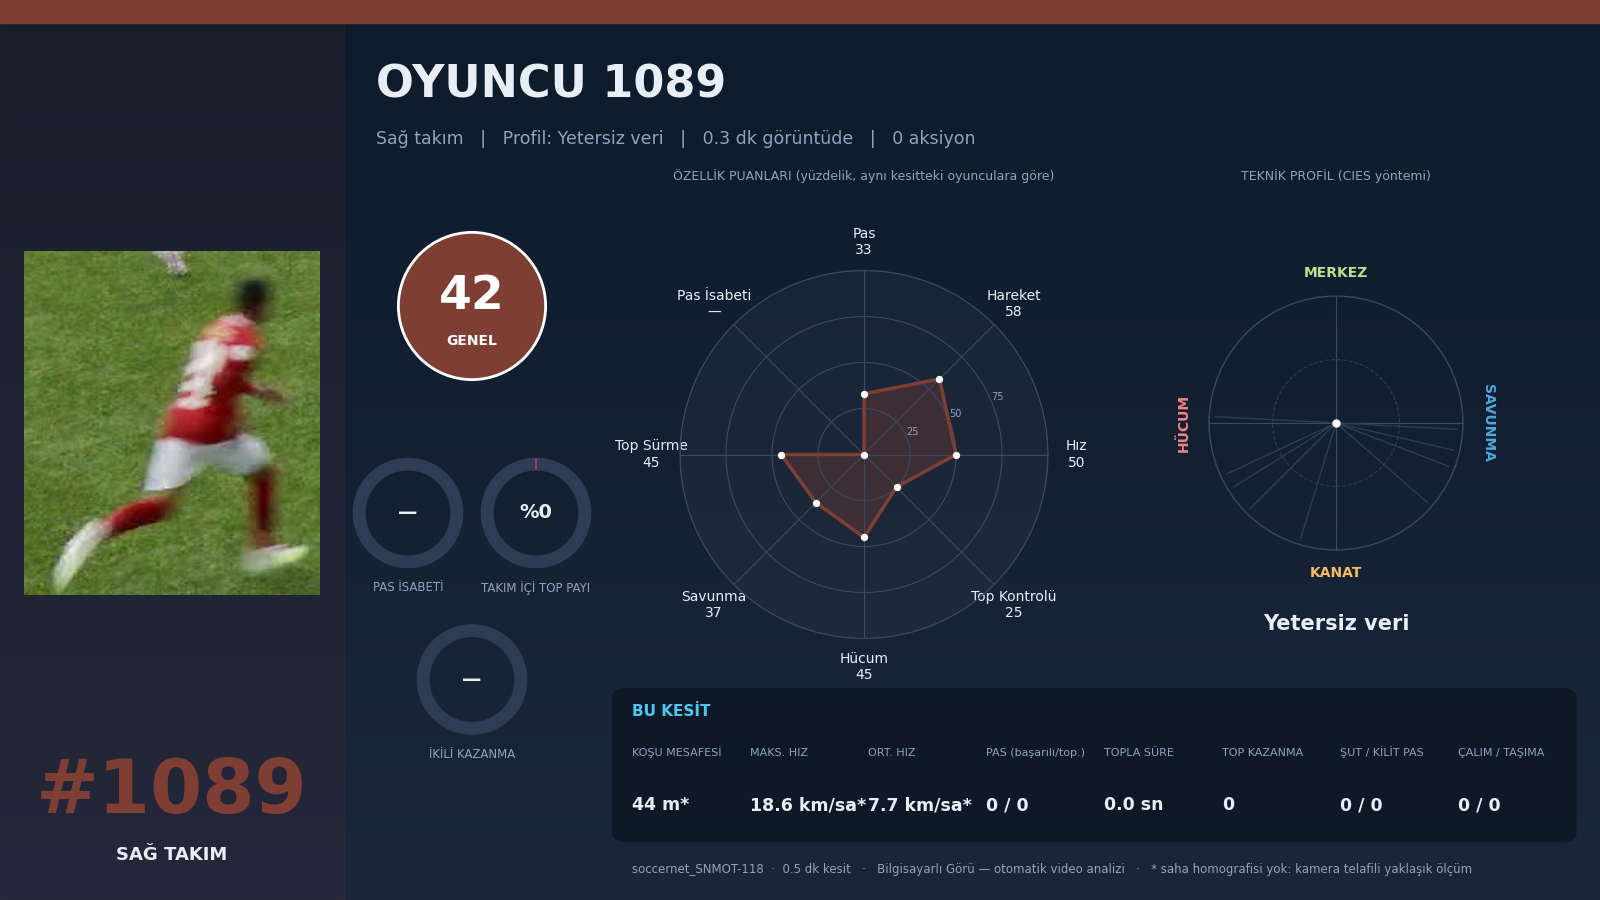 OYUNCU 1089
Sağ takım | Profil: Yetersiz veri | 0.3 dk görüntüde | 0 aksiyon
ÖZELLİK PUANLARI (yüzdelik, aynı kesitteki oyunculara göre)
TEKNİK PROFİL (CIES yöntemi)
42
GENEL
—
PAS İSABETİ
%0
TAKIM İÇİ TOP PAYI
—
İKİLİ KAZANMA
Pas
33
Hareket
58
Hız
50
Top Kontrolü
25
Hücum
45
Savunma
37
Top Sürme
45
Pas İsabeti
—
25
50
75
MERKEZ
HÜCUM
SAVUNMA
KANAT
Yetersiz veri
#1089
SAĞ TAKIM
BU KESİT
KOŞU MESAFESİ MAKS. HIZ ORT. HIZ PAS (başarılı/top.) TOPLA SÜRE TOP KAZANMA ŞUT / KİLİT PAS ÇALIM / TAŞIMA
44 m* 18.6 km/sa* 7.7 km/sa* 0 / 0 0.0 sn 0 0 / 0 0 / 0
soccernet_SNMOT-118 · 0.5 dk kesit · Bilgisayarlı Görü — otomatik video analizi · * saha homografisi yok: kamera telafili yaklaşık ölçüm